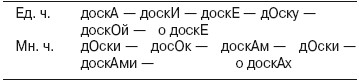 Ед. ч. доскА — доскИ — доскЕ — дОску —
доскОй — о доскЕ
Мн. ч. дОски — досОк — доскАм — дОски —
доскАми — о доскАх